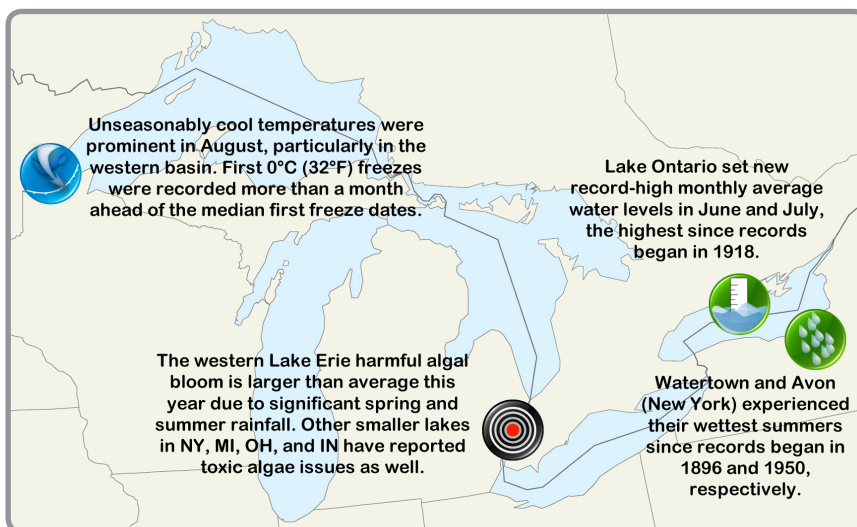 Unseasonably cool temperatures were
prominent in August, particularly in the
western basin. First 0°C (32°F) freezes
were recorded more than a month
ahead of the median first freeze dates.
Lake Ontario set new
record-high monthly average
water levels in June and July,
the highest since records
began in 1918.
The western Lake Erie harmful algal
bloom is larger than average this
year due to significant spring and
summer rainfall. Other smaller lakes
in NY, MI, OH, and IN have reported
toxic algae issues as well.
Watertown and Avon
(New York) experienced
their wettest summers
since records began in
1896 and 1950,
respectively.